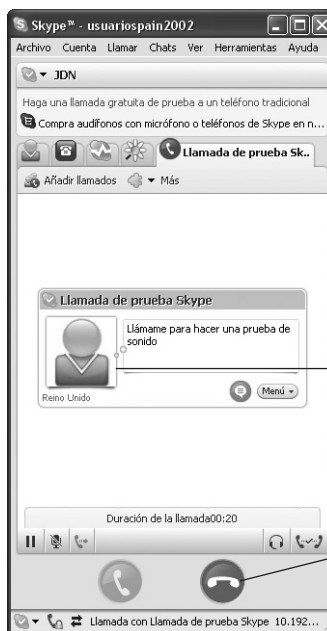 Skype™ - usuariospain2002
Archivo Cuenta Llamar Chats Ver Herramientas Ayuda
JDN
Haga una llamada gratuita de prueba a un teléfono tradicional
Compra audífonos con micrófono o teléfonos de Skype en n...
Llamada de prueba Sk..
Añadir llamados Más
Llamada de prueba Skype
Llámame para hacer una prueba de
sonido
Reino Unido
Menú
Duración de la llamada00:20
Llamada con Llamada de prueba Skype 10.192...